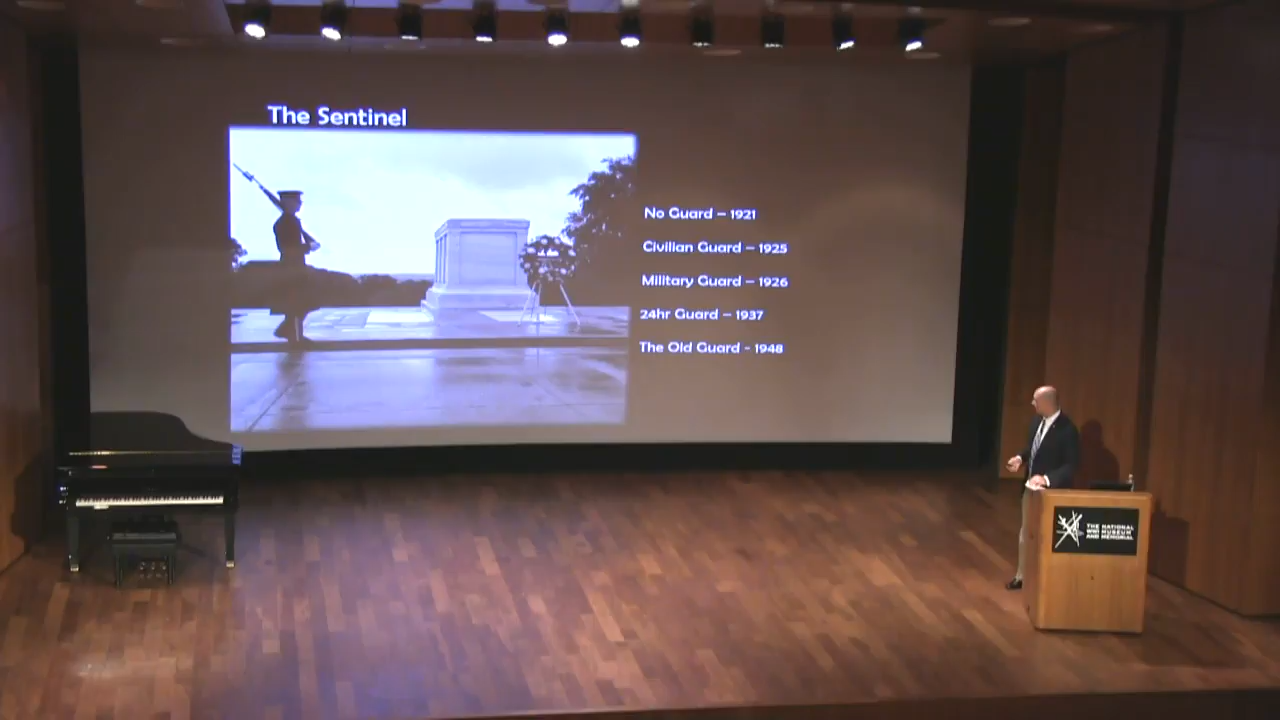 The Sentinel
No Guard – 1921
Civilian Guard – 1925
Military Guard – 1926
24hr Guard – 1937
The Old Guard - 1948
THE NATIONAL
WWI MUSEUM
AND MEMORIAL